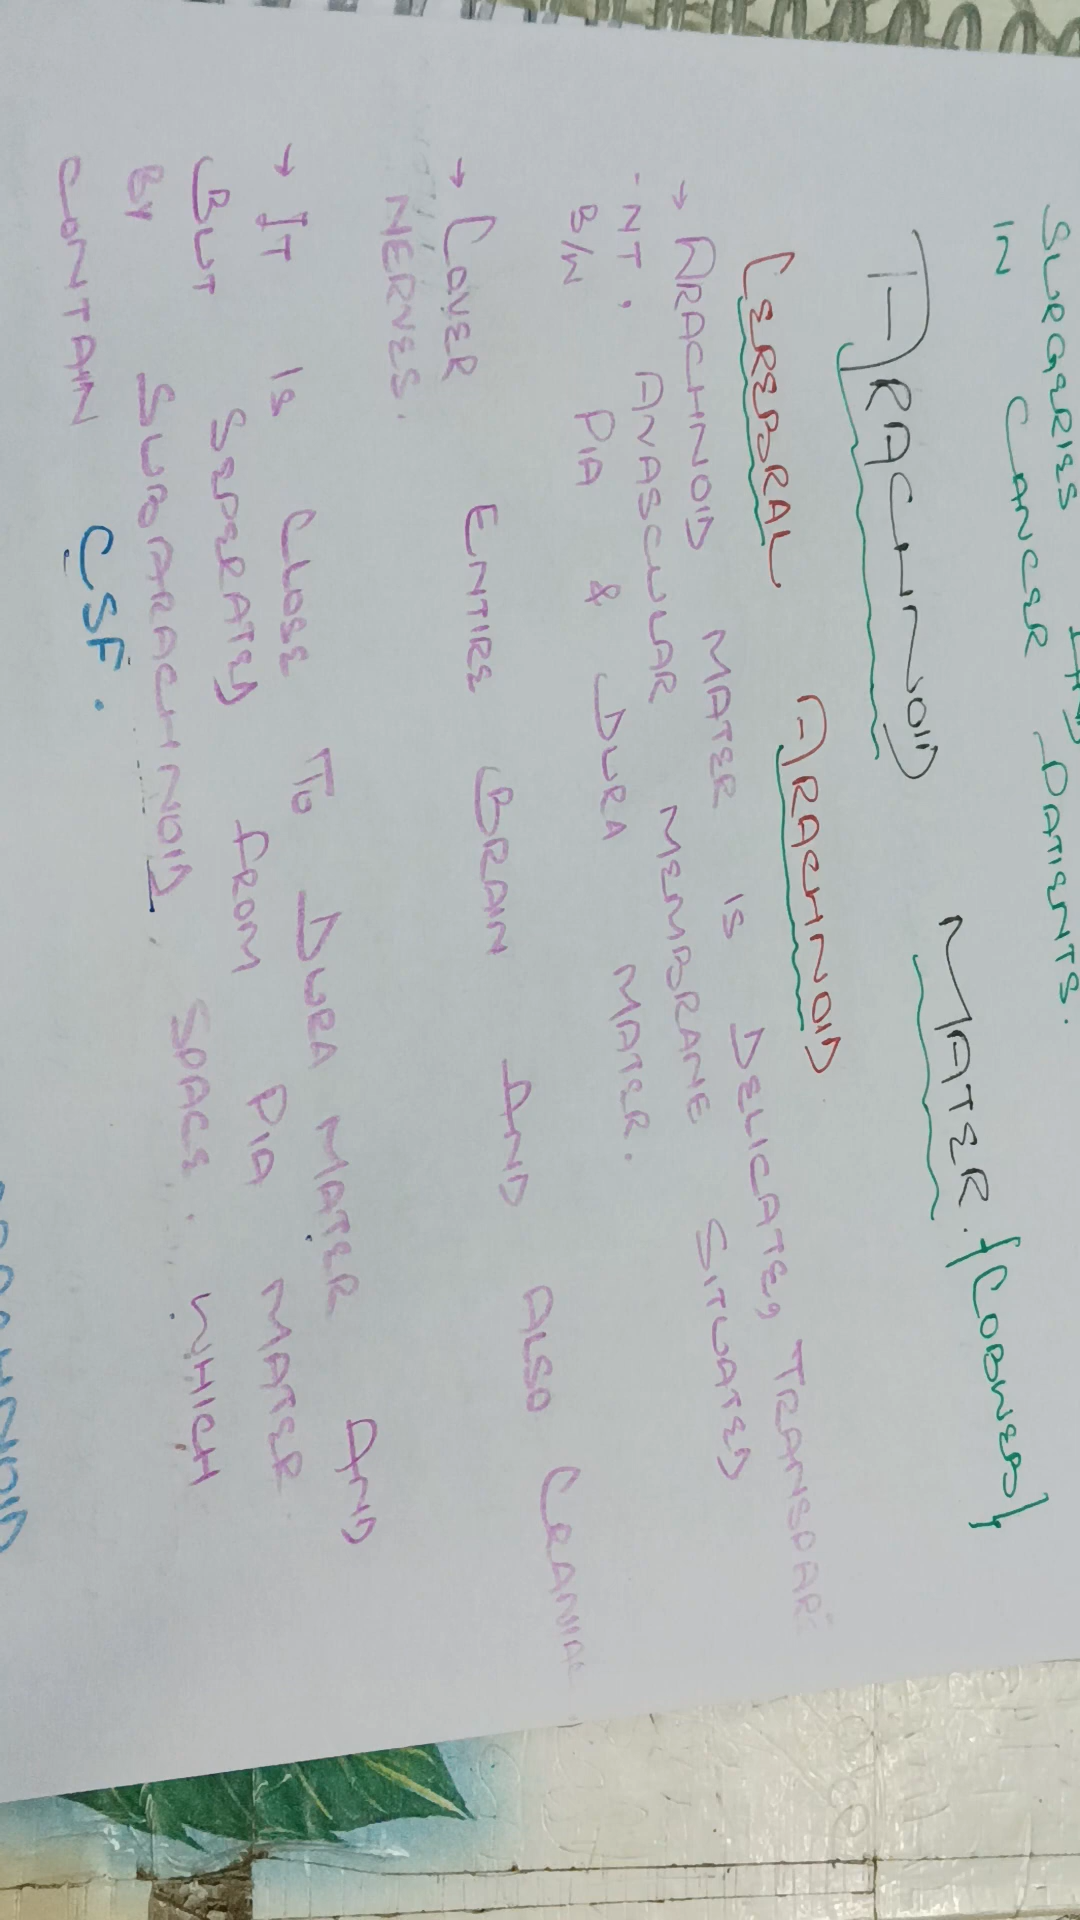 SURGERIES IN PATIENTS.
IN CANCER
ARACHNOID MATER. {COBWEB}
CEREBRAL ARACHNOID
→ ARACHNOID MATER IS DELICATE, TRANSPARE
-NT, AVASCULAR MEMBRANE SITUATED
B/W PIA & DURA MATER.
→ COVER ENTIRE BRAIN AND ALSO CRANIAL
NERVES.
→ IT IS CLOSE TO DURA MATER AND
BUT SEPERATED FROM PIA MATER
BY SUBARACHNOID SPACE. WHICH
CONTAIN CSF.